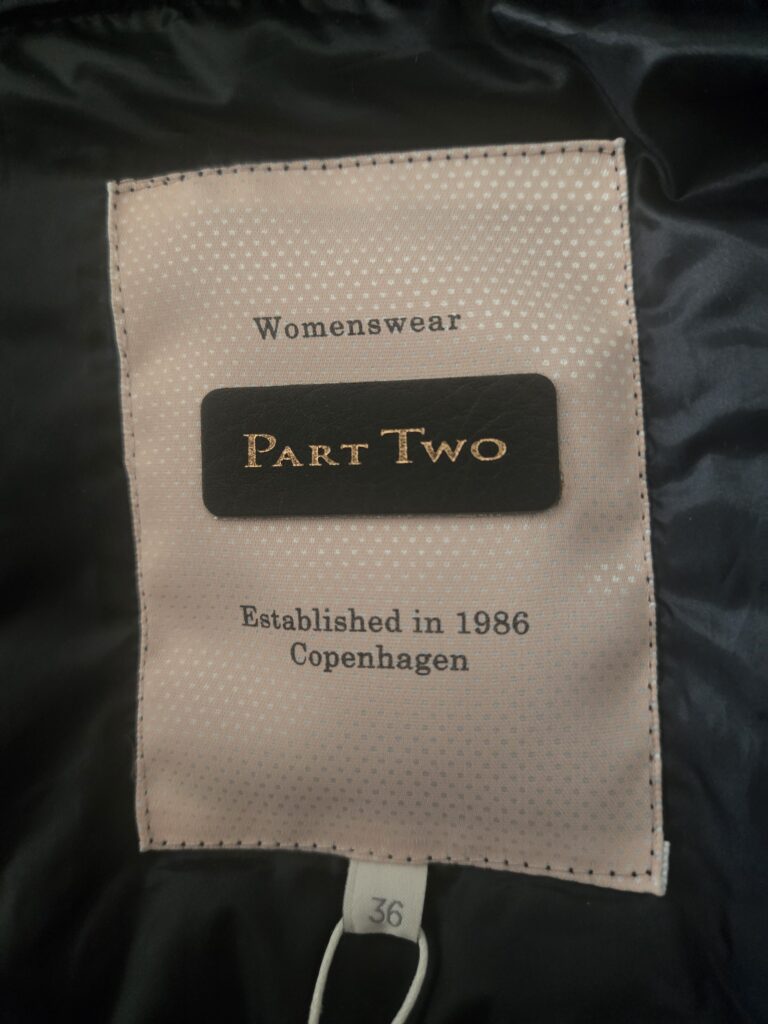 Womenswear
PART TWO
Established in 1986
Copenhagen
36